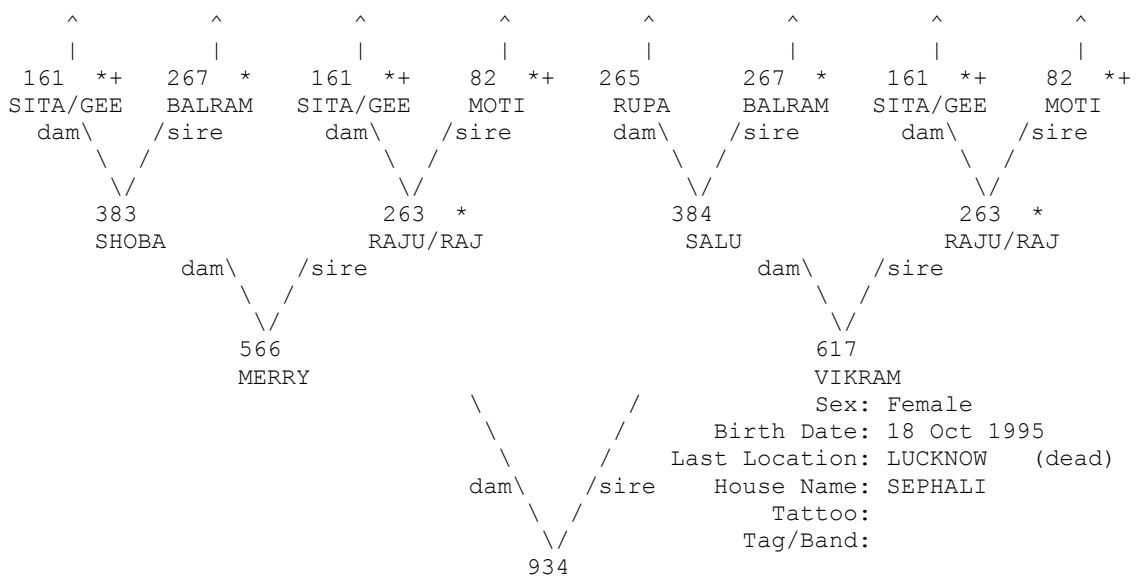 ^ ^ ^ ^ ^ ^ ^ ^
| | | | | | | |
161 *+ 267 * 161 *+ 82 *+ 265 267 * 161 *+ 82 *+
SITA/GEE BALRAM SITA/GEE MOTI RUPA BALRAM SITA/GEE MOTI
dam\ /sire dam\ /sire dam\ /sire dam\ /sire
\ / \ / \ / \ /
\/ \/ \/ \/
383 263 * 384 263 *
SHOBA RAJU/RAJ SALU RAJU/RAJ
dam\ /sire dam\ /sire
\ / \ /
\/ \/
566 617
MERRY VIKRAM
\ / Sex: Female
\ / Birth Date: 18 Oct 1995
\ / Last Location: LUCKNOW (dead)
dam\ /sire House Name: SEPHALI
\ / Tattoo:
\/ Tag/Band:
934